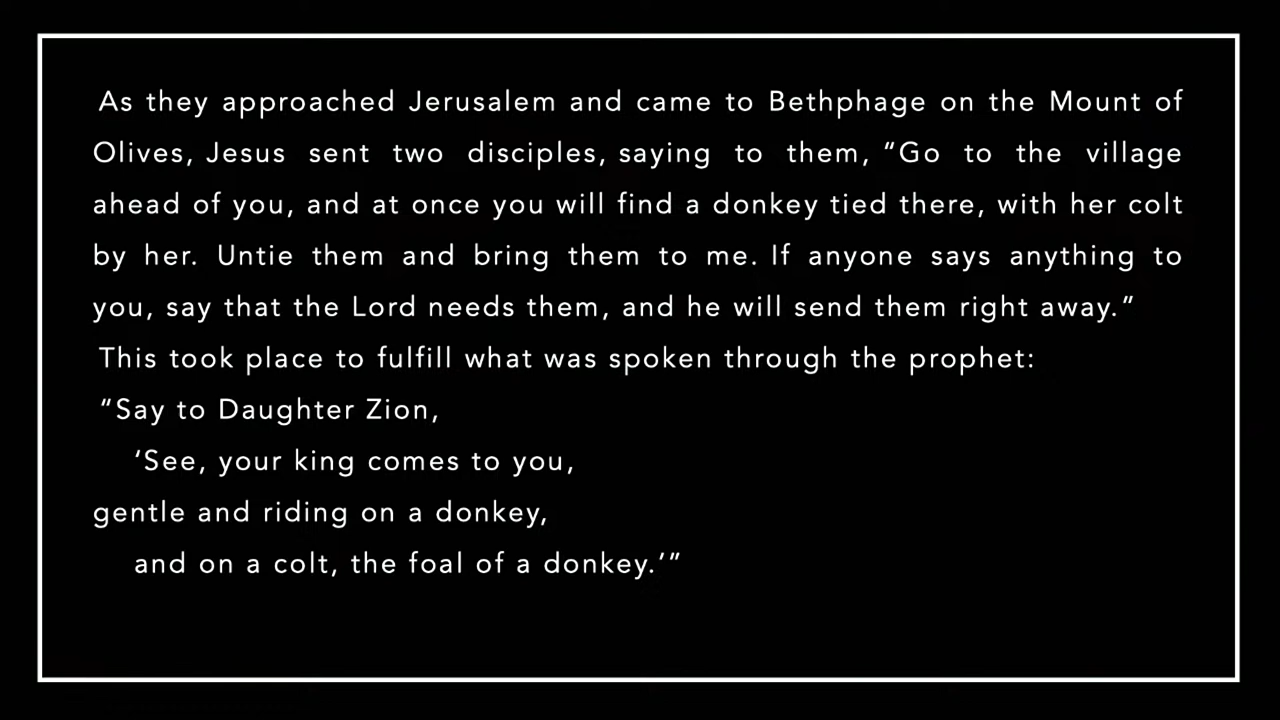 As they approached Jerusalem and came to Bethphage on the Mount of
Olives, Jesus sent two disciples, saying to them, “Go to the village
ahead of you, and at once you will find a donkey tied there, with her colt
by her. Untie them and bring them to me. If anyone says anything to
you, say that the Lord needs them, and he will send them right away.”
This took place to fulfill what was spoken through the prophet:
“Say to Daughter Zion,
‘See, your king comes to you,
gentle and riding on a donkey,
and on a colt, the foal of a donkey.’”